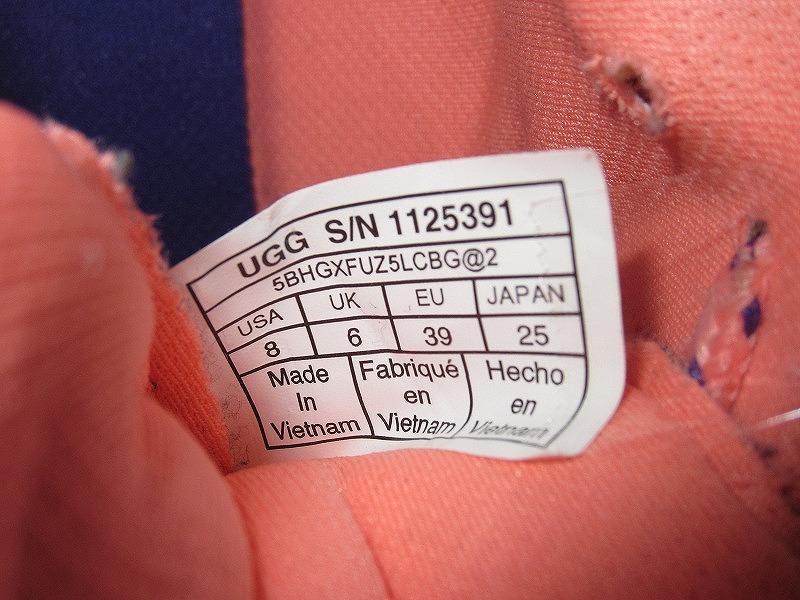 UGG S/N 1125391
5BHGXFUZ5LCBG@2
USA UK EU JAPAN
8 6 39 25
Made In Vietnam
Fabriqué en Vietnam
Hecho en Vietnam